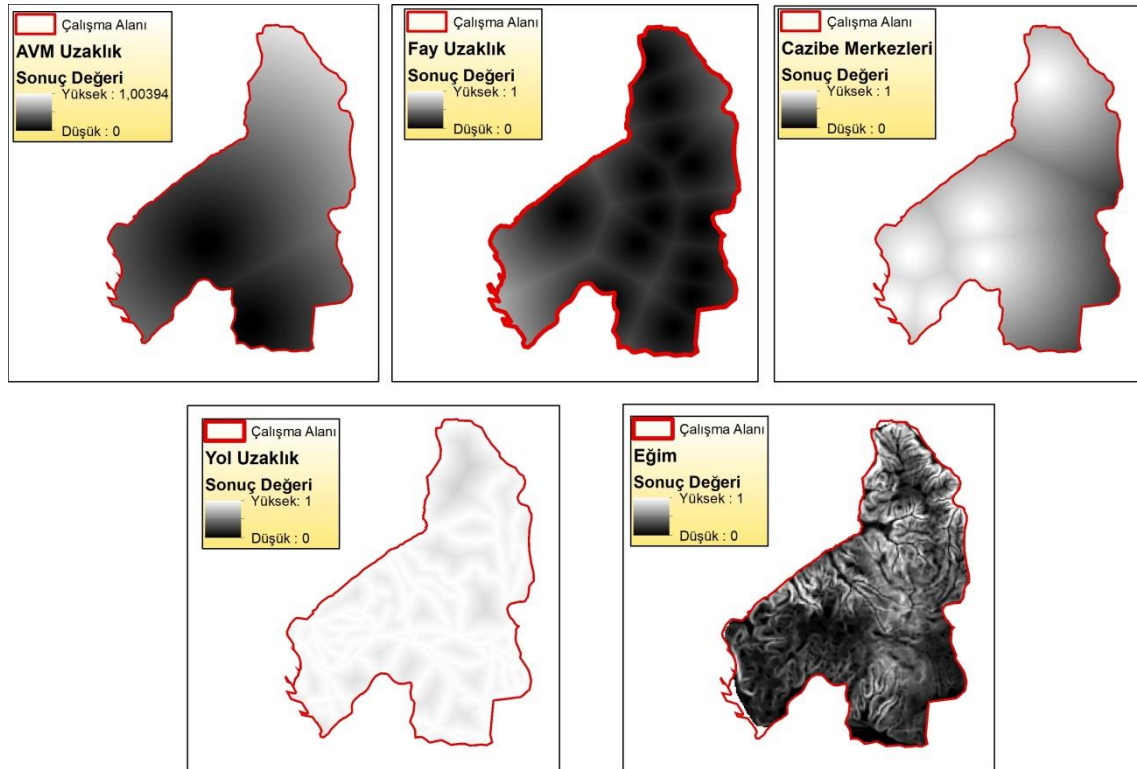 Çalışma Alanı
AVM Uzaklık
Sonuç Değeri
Yüksek : 1,00394
Düşük : 0
Çalışma Alanı
Fay Uzaklık
Sonuç Değeri
Yüksek : 1
Düşük : 0
Çalışma Alanı
Cazibe Merkezleri
Sonuç Değeri
Yüksek : 1
Düşük : 0
Çalışma Alanı
Yol Uzaklık
Sonuç Değeri
Yüksek: 1
Düşük : 0
Çalışma Alanı
Eğim
Sonuç Değeri
Yüksek : 1
Düşük : 0